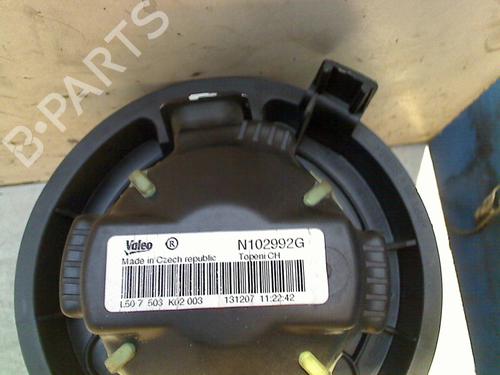 B-PARTS
Valeo ® N102992G
Made in Czech republic Topeni CH
L50 7 503 K02 003 131207 11:22:42